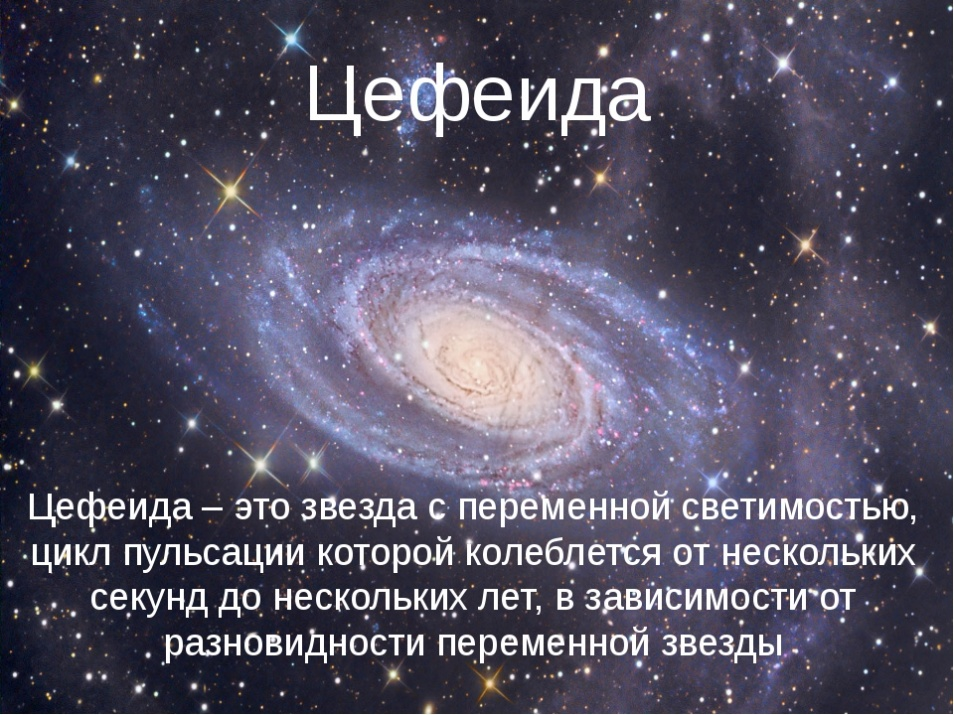 Цефеида
Цефеида – это звезда с переменной светимостью,
цикл пульсации которой колеблется от нескольких
секунд до нескольких лет, в зависимости от
разновидности переменной звезды